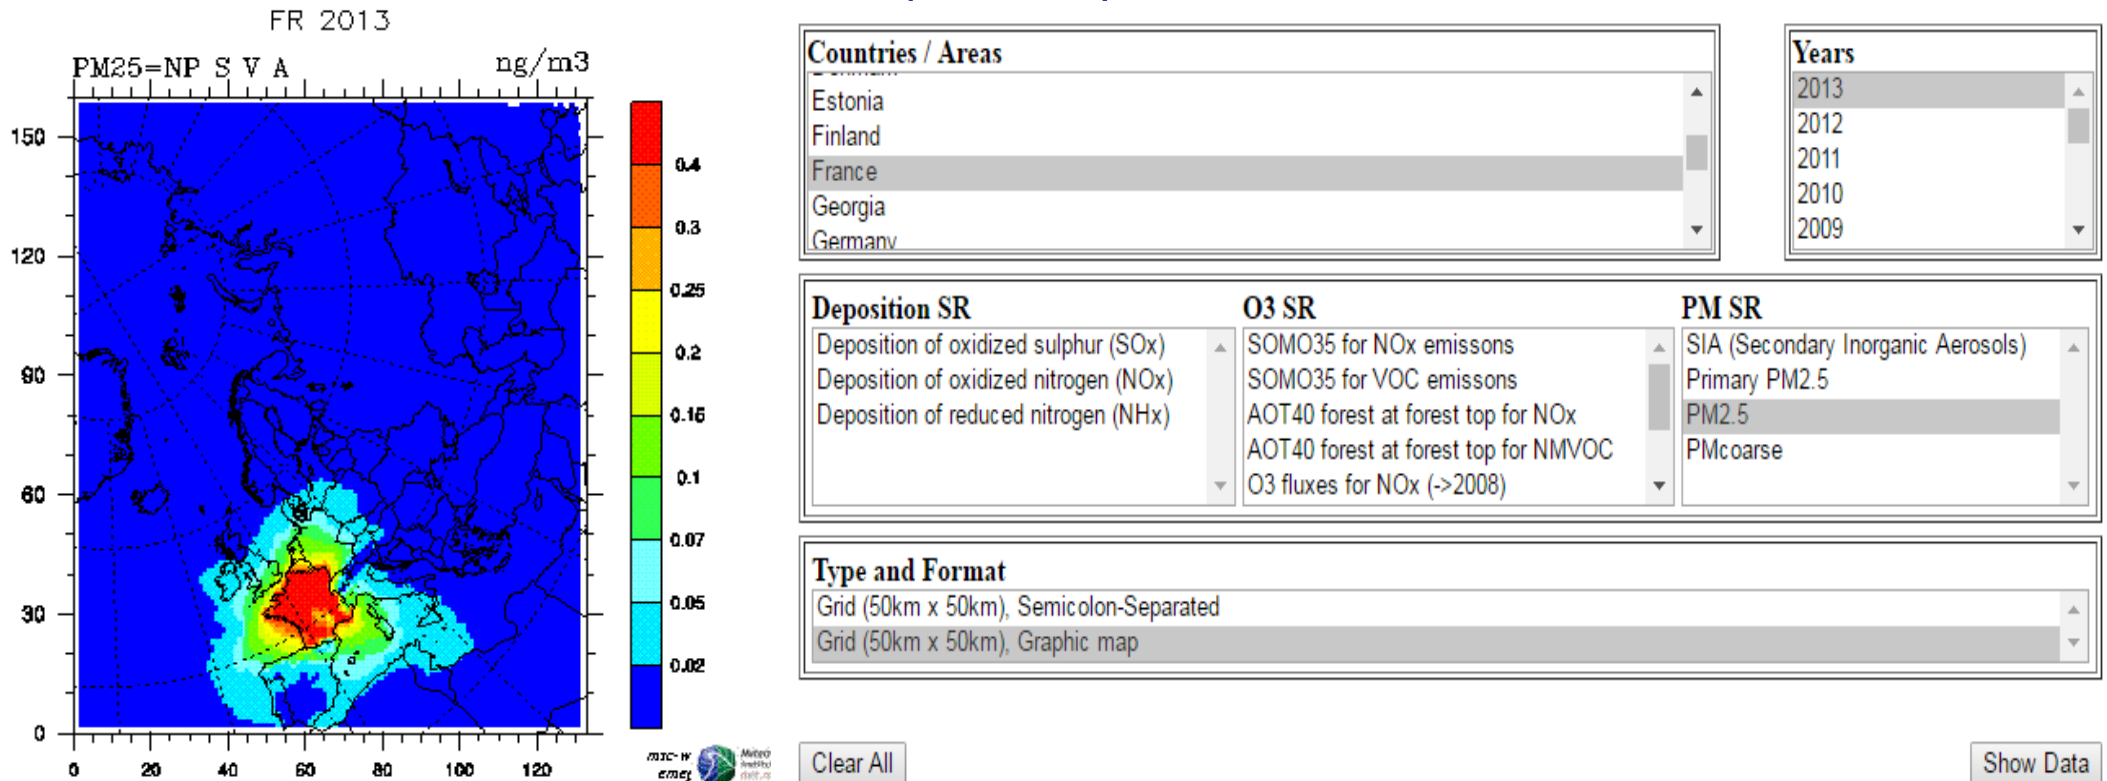 FR 2013
PM25=NP S V A ng/m3
150
120
90
60
30
0
0 20 40 60 80 100 120
0.4
0.3
0.25
0.2
0.15
0.1
0.07
0.05
0.02
msc-w
Countries / Areas
Estonia
Finland
France
Georgia
Germany
Years
2013
2012
2011
2010
2009
Deposition SR
Deposition of oxidized sulphur (SOx)
Deposition of oxidized nitrogen (NOx)
Deposition of reduced nitrogen (NHx)
O3 SR
SOMO35 for NOx emissons
SOMO35 for VOC emissons
AOT40 forest at forest top for NOx
AOT40 forest at forest top for NMVOC
O3 fluxes for NOx (->2008)
PM SR
SIA (Secondary Inorganic Aerosols)
Primary PM2.5
PM2.5
PMcoarse
Type and Format
Grid (50km x 50km), Semicolon-Separated
Grid (50km x 50km), Graphic map
Clear All
Show Data